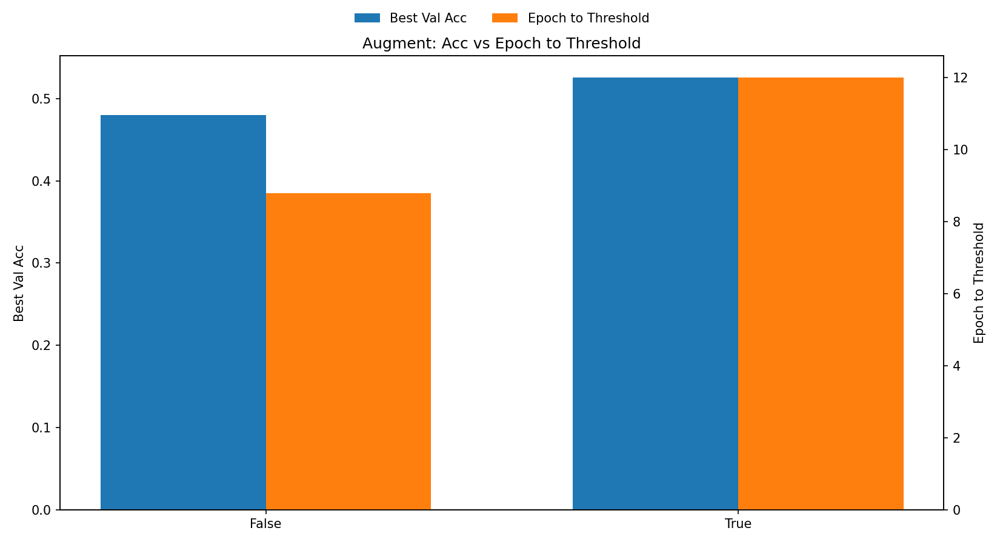 Best Val Acc   Epoch to Threshold
Augment: Acc vs Epoch to Threshold
Best Val Acc
0.5
0.4
0.3
0.2
0.1
0.0
False   True
12
10
8
6
4
2
0
Epoch to Threshold